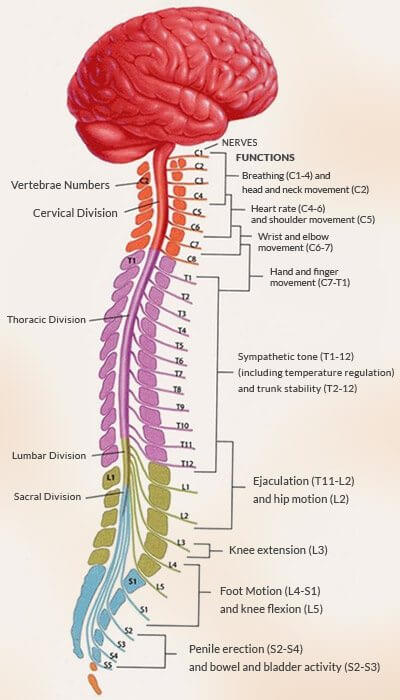 NERVES
FUNCTIONS
C1
C2
C3
C4
C5
C6
C7
C8
Breathing (C1-4) and
head and neck movement (C2)
Vertebrae Numbers
C2
Cervical Division
Heart rate (C4-6)
and shoulder movement (C5)
Wrist and elbow
movement (C6-7)
Hand and finger
movement (C7-T1)
T1
T1
T2
T3
T4
T5
T6
T7
T8
T9
T10
T11
T12
Thoracic Division
Sympathetic tone (T1-12)
(including temperature regulation)
and trunk stability (T2-12)
Lumbar Division
L1
Sacral Division
L1
L2
L3
L4
L5
Ejaculation (T11-L2)
and hip motion (L2)
Knee extension (L3)
Foot Motion (L4-S1)
and knee flexion (L5)
S1
S1
S2
S3
S4
S5
Penile erection (S2-S4)
and bowel and bladder activity (S2-S3)